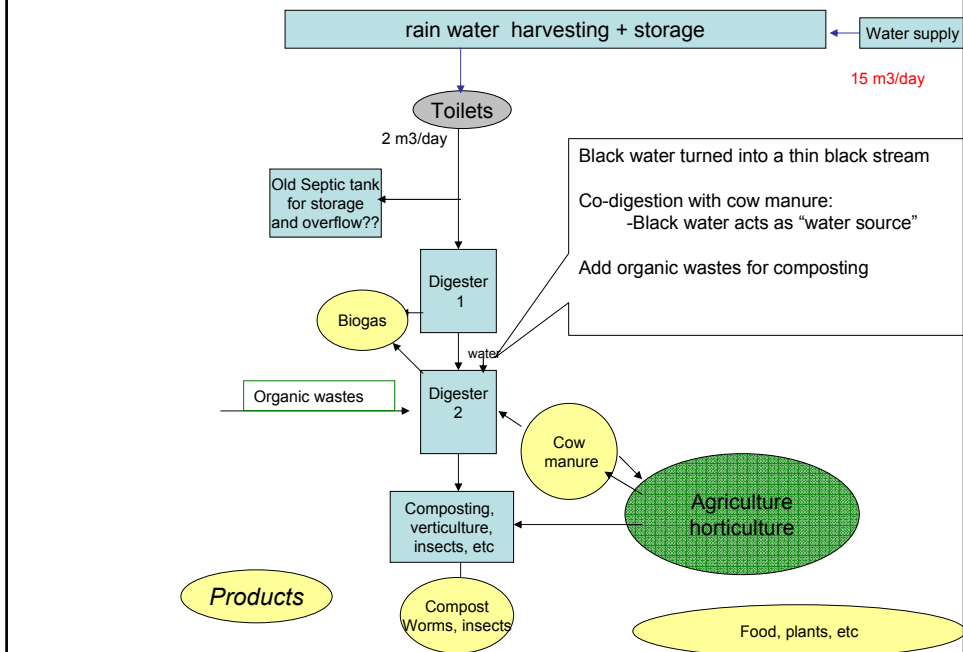 rain water harvesting + storage
Water supply
15 m3/day
Toilets
2 m3/day
Black water turned into a thin black stream
Co-digestion with cow manure:
-Black water acts as “water source”
Add organic wastes for composting
Old Septic tank
for storage
and overflow??
Digester
1
Biogas
water
Digester
2
Organic wastes
Cow
manure
Agriculture
horticulture
Composting,
verticulture,
insects, etc
Products
Compost
Worms, insects
Food, plants, etc